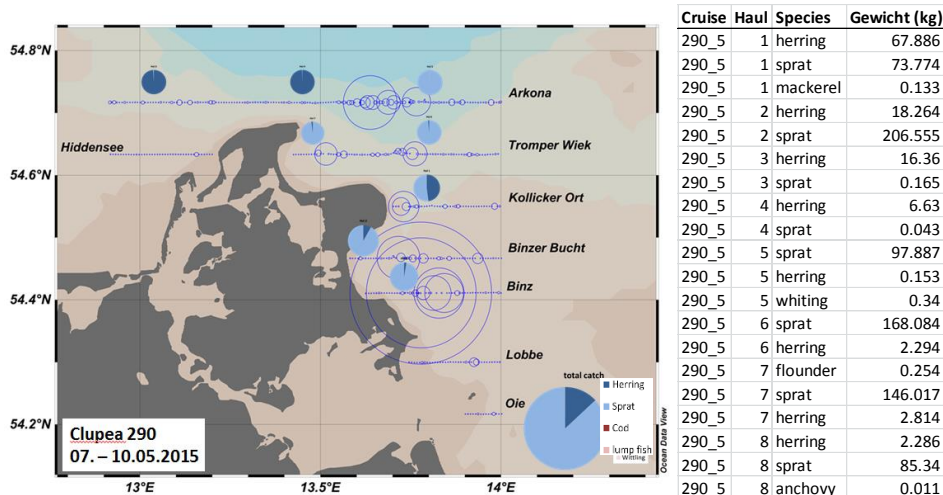 54.8°N
Arkona
Hiddensee
Tromper Wiek
54.6°N
Kollicker Ort
Binzer Bucht
Binz
54.4°N
Lobbe
total catch
Herring
Sprat
Cod
lump fish
Wittling
Oie
54.2°N
Clupea 290
07. – 10.05.2015
Ocean Data View
13°E
13.5°E
14°E
Cruise Haul Species Gewicht (kg)
290_5 1 herring 67.886
290_5 1 sprat 73.774
290_5 1 mackerel 0.133
290_5 2 herring 18.264
290_5 2 sprat 206.555
290_5 3 herring 16.36
290_5 3 sprat 0.165
290_5 4 herring 6.63
290_5 4 sprat 0.043
290_5 5 sprat 97.887
290_5 5 herring 0.153
290_5 5 whiting 0.34
290_5 6 sprat 168.084
290_5 6 herring 2.294
290_5 7 flounder 0.254
290_5 7 sprat 146.017
290_5 7 herring 2.814
290_5 8 herring 2.286
290_5 8 sprat 85.34
290_5 8 anchovy 0.011